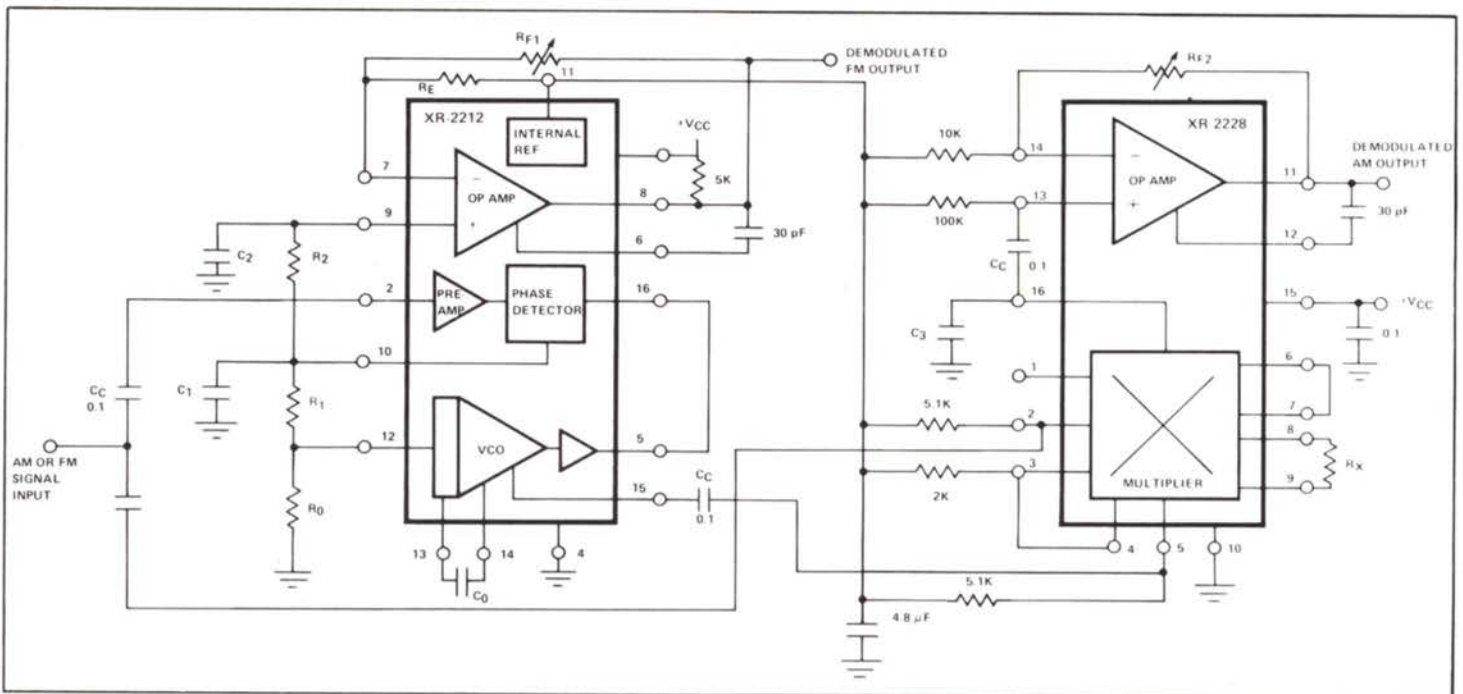 RF1
DEMODULATED
FM OUTPUT
RE
11
XR-2212
INTERNAL
REF
+VCC
5K
7
−
OP AMP
+
8
9
6
30 pF
C2
R2
2
PRE-
AMP
PHASE
DETECTOR
16
10
CC
0.1
C1
R1
12
VCO
5
AM OR FM
SIGNAL
INPUT
R0
15
CC
0.1
13
14
4
C0
RF2
XR 2228
10K
14
−
OP AMP
+
DEMODULATED
AM OUTPUT
11
100K
13
30 pF
12
CC
0.1
16
15
+VCC
0.1
C3
1
6
7
5.1K
2
8
RX
3
9
2K
MULTIPLIER
4
5
10
5.1K
4.8 µF